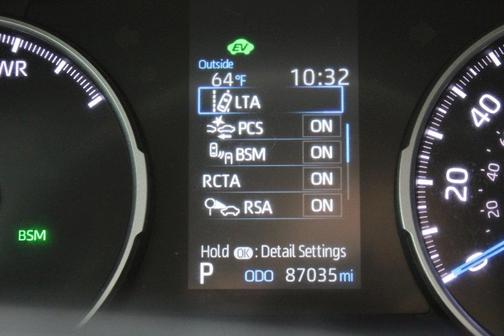 EV
Outside
64°F 10:32
LTA
PCS ON
BSM ON
RCTA ON
RSA ON
Hold OK : Detail Settings
P ODO 87035 mi
WR
BSM
40
20
20
0